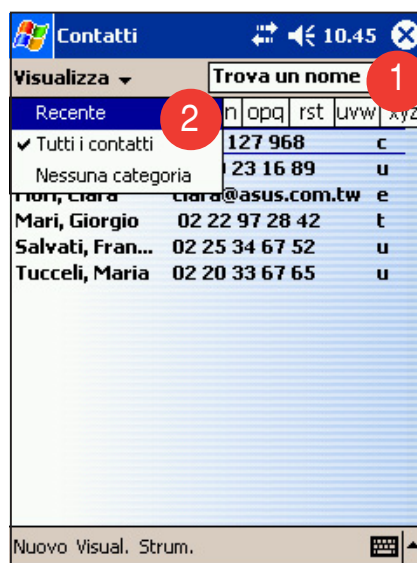 Contatti 10.45
Visualizza Trova un nome 1
Recente 2 n opq rst uvw xyz
Tutti i contatti 127 968 c
23 16 89 u
Nessuna categoria
clara@asus.com.tw e
Mari, Giorgio 02 22 97 28 42 t
Salvati, Fran... 02 25 34 67 52 u
Tucceli, Maria 02 20 33 67 65 u
Nuovo Visual. Strum.